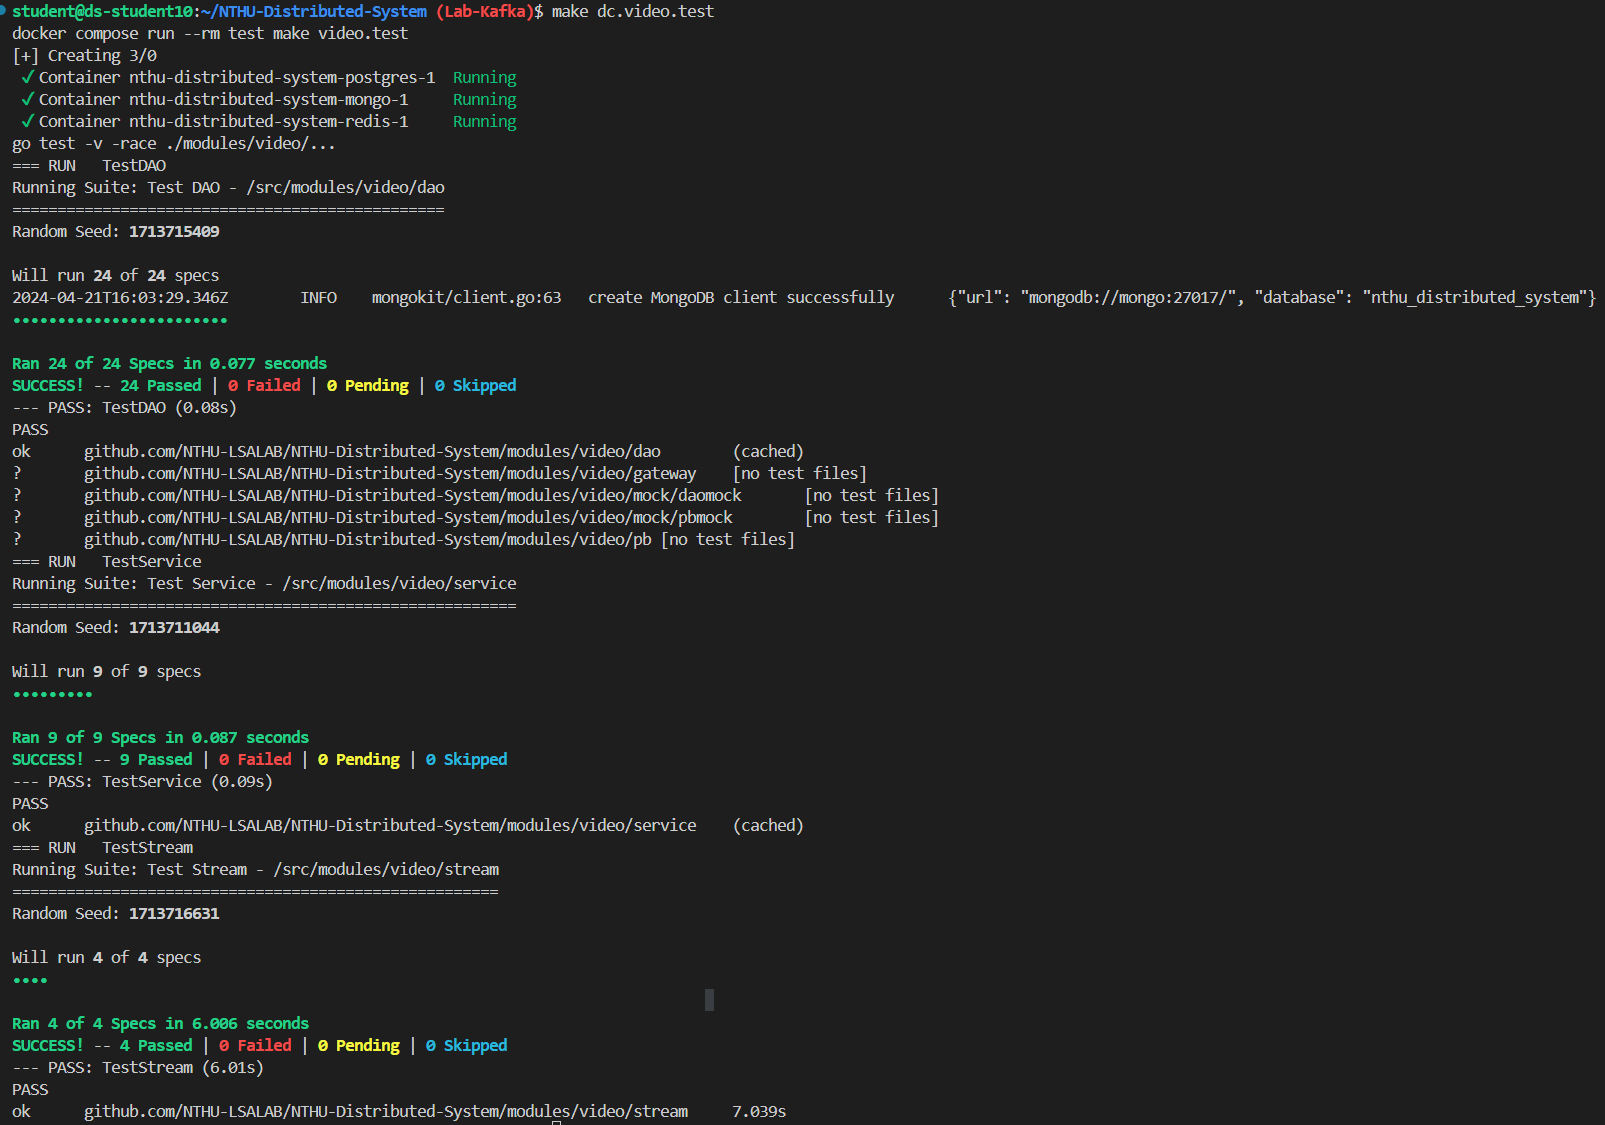 student@ds-student10:~/NTHU-Distributed-System (Lab-Kafka)$ make dc.video.test
docker compose run --rm test make video.test
[+] Creating 3/0
✔ Container nthu-distributed-system-postgres-1 Running
✔ Container nthu-distributed-system-mongo-1 Running
✔ Container nthu-distributed-system-redis-1 Running
go test -v -race ./modules/video/...
=== RUN TestDAO
Running Suite: Test DAO - /src/modules/video/dao
================================================
Random Seed: 1713715409
Will run 24 of 24 specs
2024-04-21T16:03:29.346Z INFO mongokit/client.go:63 create MongoDB client successfully {"url": "mongodb://mongo:27017/", "database": "nthu_distributed_system"}
••••••••••••••••••••••••
Ran 24 of 24 Specs in 0.077 seconds
SUCCESS! -- 24 Passed | 0 Failed | 0 Pending | 0 Skipped
--- PASS: TestDAO (0.08s)
PASS
ok github.com/NTHU-LSALAB/NTHU-Distributed-System/modules/video/dao (cached)
? github.com/NTHU-LSALAB/NTHU-Distributed-System/modules/video/gateway [no test files]
? github.com/NTHU-LSALAB/NTHU-Distributed-System/modules/video/mock/daomock [no test files]
? github.com/NTHU-LSALAB/NTHU-Distributed-System/modules/video/mock/pbmock [no test files]
? github.com/NTHU-LSALAB/NTHU-Distributed-System/modules/video/pb [no test files]
=== RUN TestService
Running Suite: Test Service - /src/modules/video/service
========================================================
Random Seed: 1713711044
Will run 9 of 9 specs
•••••••••
Ran 9 of 9 Specs in 0.087 seconds
SUCCESS! -- 9 Passed | 0 Failed | 0 Pending | 0 Skipped
--- PASS: TestService (0.09s)
PASS
ok github.com/NTHU-LSALAB/NTHU-Distributed-System/modules/video/service (cached)
=== RUN TestStream
Running Suite: Test Stream - /src/modules/video/stream
======================================================
Random Seed: 1713716631
Will run 4 of 4 specs
••••
Ran 4 of 4 Specs in 6.006 seconds
SUCCESS! -- 4 Passed | 0 Failed | 0 Pending | 0 Skipped
--- PASS: TestStream (6.01s)
PASS
ok github.com/NTHU-LSALAB/NTHU-Distributed-System/modules/video/stream 7.039s